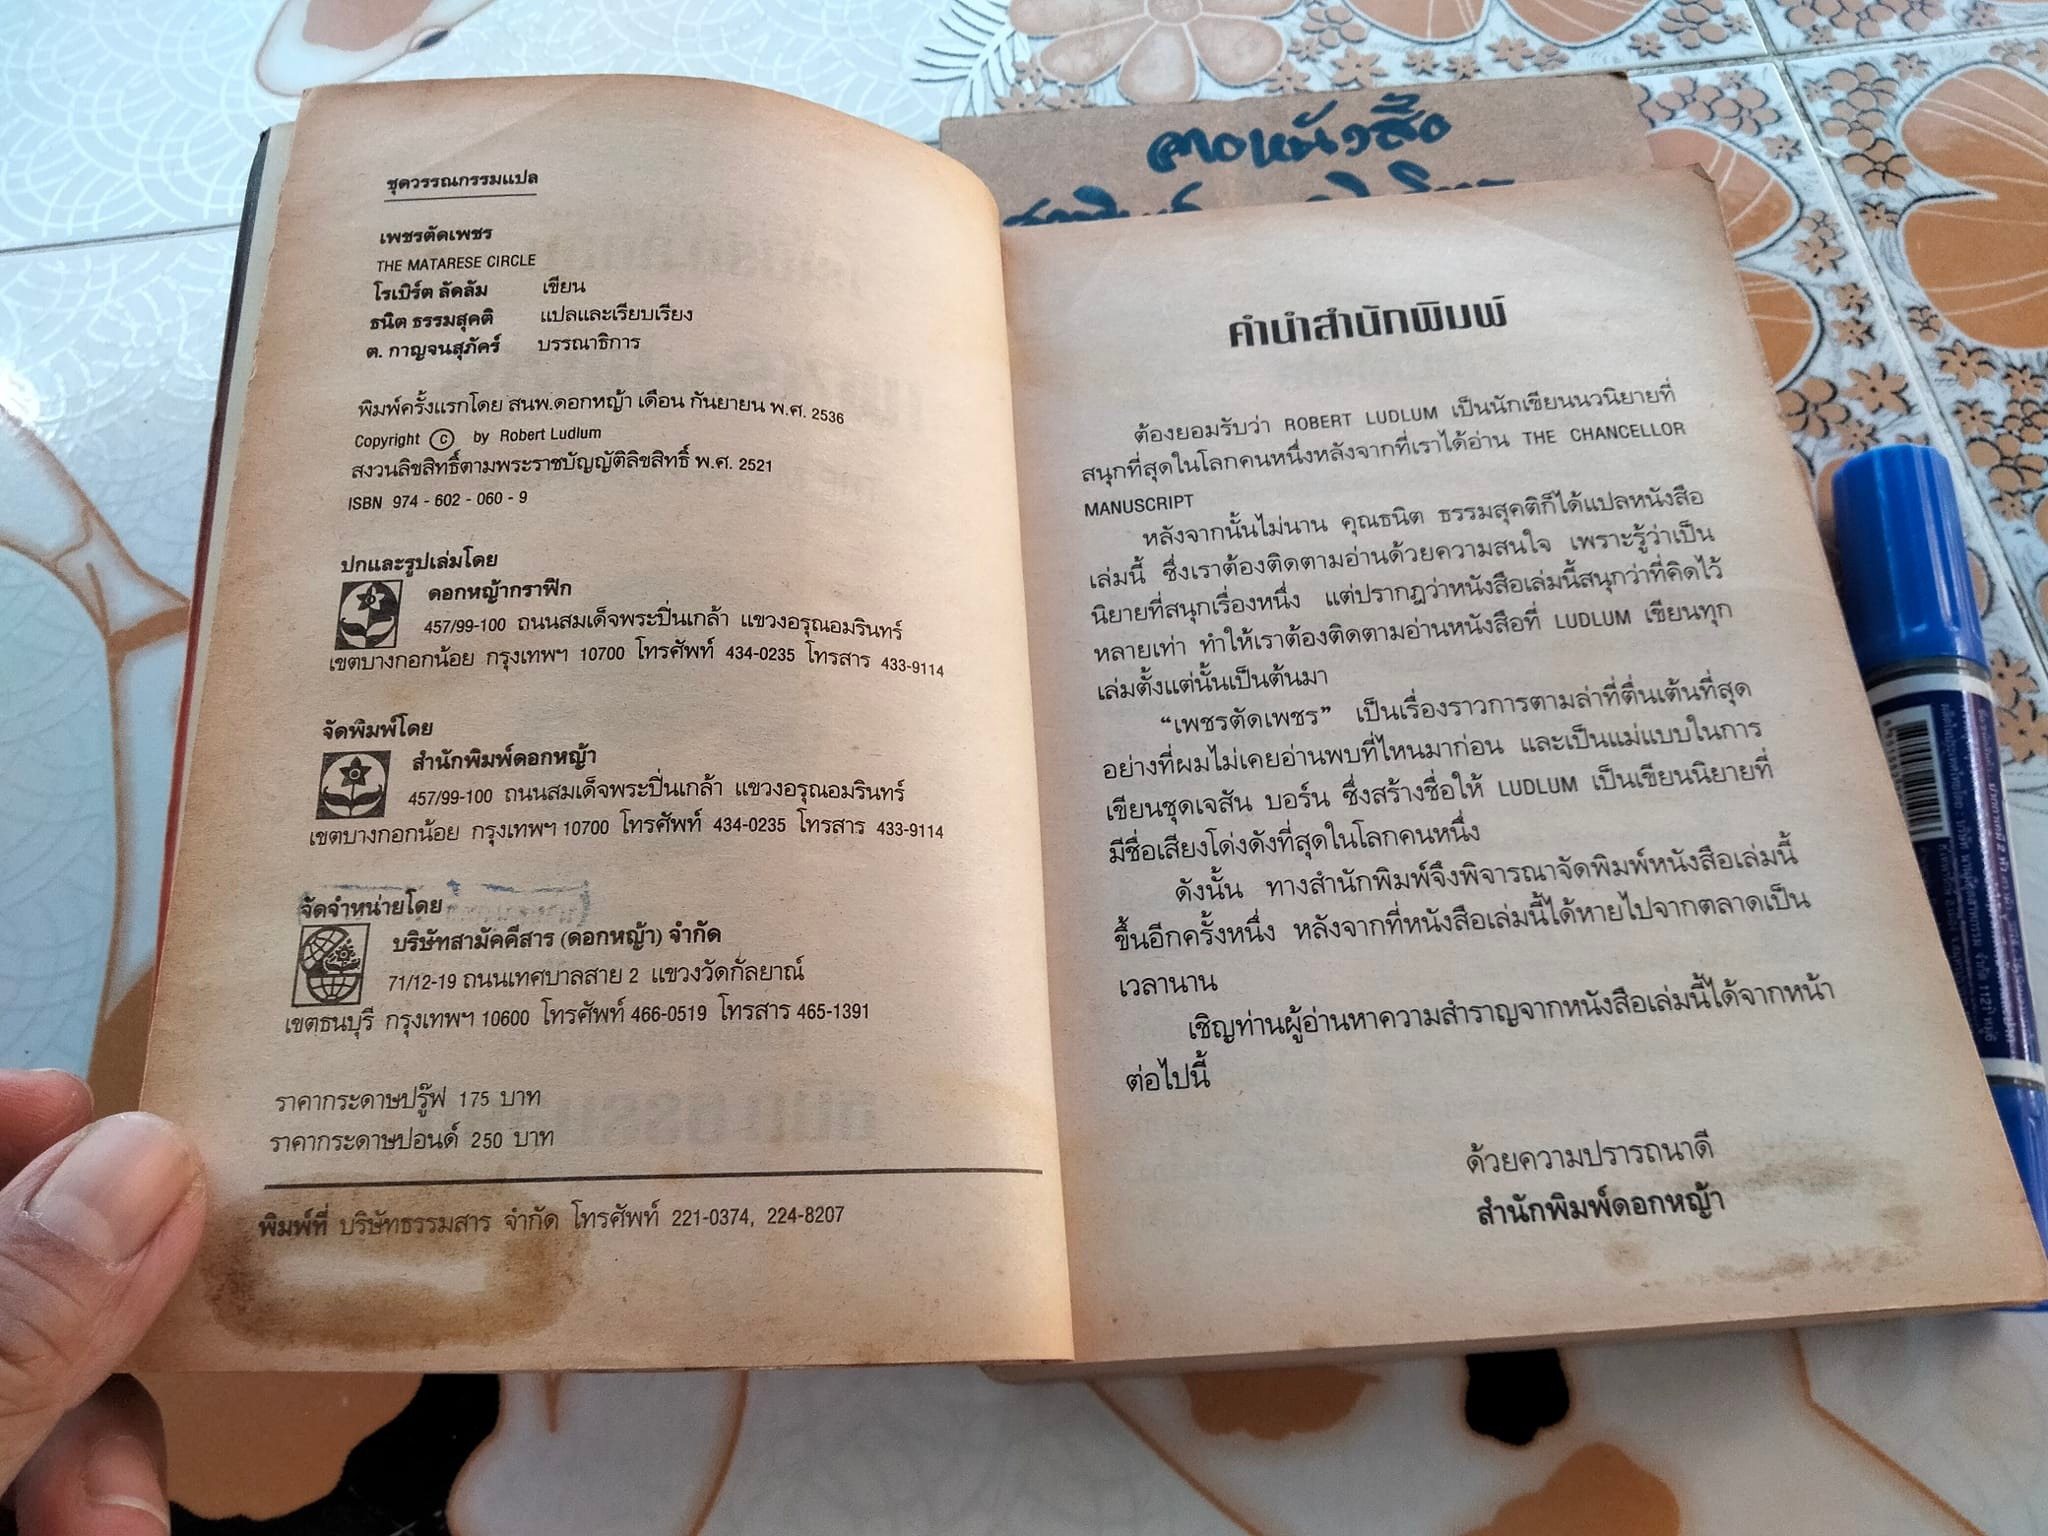 ชุดวรรณกรรมแปล
เพชรตัดเพชร
THE MATARESE CIRCLE
โรเบิร์ต ลัดลัม เขียน
ธนิต ธรรมสุคติ แปลและเรียบเรียง
ต. กาญจนสุภัคร์ บรรณาธิการ
พิมพ์ครั้งแรกโดย สนพ.ดอกหญ้า เดือน กันยายน พ.ศ. 2536
Copyright © by Robert Ludlum
สงวนลิขสิทธิ์ตามพระราชบัญญัติลิขสิทธิ์ พ.ศ. 2521
ISBN 974 - 602 - 060 - 9
ปกและรูปเล่มโดย
ดอกหญ้ากราฟิก
457/99-100 ถนนสมเด็จพระปิ่นเกล้า แขวงอรุณอมรินทร์
เขตบางกอกน้อย กรุงเทพฯ 10700 โทรศัพท์ 434-0235 โทรสาร 433-9114
จัดพิมพ์โดย
สำนักพิมพ์ดอกหญ้า
457/99-100 ถนนสมเด็จพระปิ่นเกล้า แขวงอรุณอมรินทร์
เขตบางกอกน้อย กรุงเทพฯ 10700 โทรศัพท์ 434-0235 โทรสาร 433-9114
จัดจำหน่ายโดย
บริษัทสามัคคีสาร (ดอกหญ้า) จำกัด
71/12-19 ถนนเทศบาลสาย 2 แขวงวัดกัลยาณ์
เขตธนบุรี กรุงเทพฯ 10600 โทรศัพท์ 466-0519 โทรสาร 465-1391
ราคากระดาษปรู๊ฟ 175 บาท
ราคากระดาษปอนด์ 250 บาท
พิมพ์ที่ บริษัทธรรมสาร จำกัด โทรศัพท์ 221-0374, 224-8207
ลาดหนังสือ
คำนำสำนักพิมพ์
ต้องยอมรับว่า ROBERT LUDLUM เป็นนักเขียนนวนิยายที่
สนุกที่สุดในโลกคนหนึ่งหลังจากที่เราได้อ่าน THE CHANCELLOR
MANUSCRIPT
หลังจากนั้นไม่นาน คุณธนิต ธรรมสุคติก็ได้แปลหนังสือ
เล่มนี้ ซึ่งเราต้องติดตามอ่านด้วยความสนใจ เพราะรู้ว่าเป็น
นิยายที่สนุกเรื่องหนึ่ง แต่ปรากฏว่าหนังสือเล่มนี้สนุกว่าที่คิดไว้
หลายเท่า ทำให้เราต้องติดตามอ่านหนังสือที่ LUDLUM เขียนทุก
เล่มตั้งแต่นั้นเป็นต้นมา
“เพชรตัดเพชร” เป็นเรื่องราวการตามล่าที่ตื่นเต้นที่สุด
อย่างที่ผมไม่เคยอ่านพบที่ไหนมาก่อน และเป็นแม่แบบในการ
เขียนชุดเจสัน บอร์น ซึ่งสร้างชื่อให้ LUDLUM เป็นเขียนนิยายที่
มีชื่อเสียงโด่งดังที่สุดในโลกคนหนึ่ง
ดังนั้น ทางสำนักพิมพ์จึงพิจารณาจัดพิมพ์หนังสือเล่มนี้
ขึ้นอีกครั้งหนึ่ง หลังจากที่หนังสือเล่มนี้ได้หายไปจากตลาดเป็น
เวลานาน
เชิญท่านผู้อ่านหาความสำราญจากหนังสือเล่มนี้ได้จากหน้า
ต่อไปนี้
ด้วยความปรารถนาดี
สำนักพิมพ์ดอกหญ้า